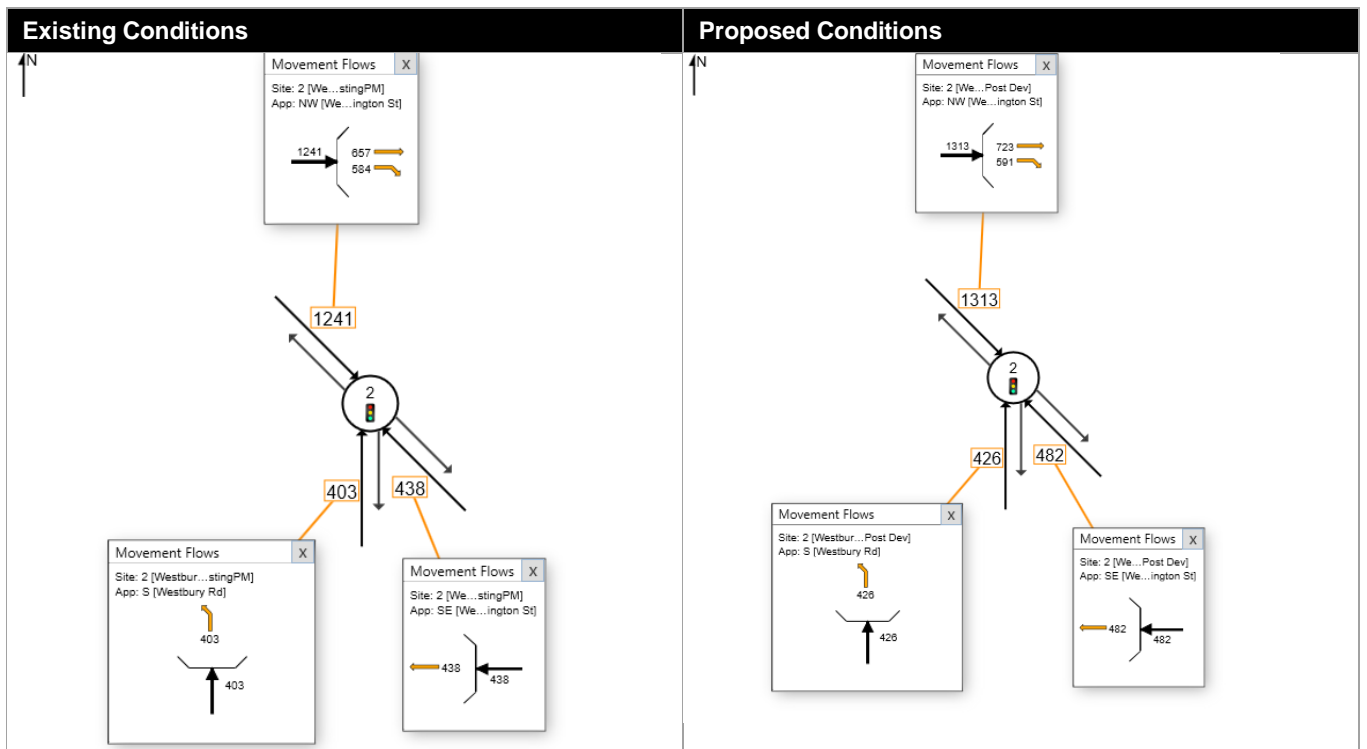 Existing Conditions
N
Movement Flows X
Site: 2 [We...stingPM]
App: NW [We...ington St]
1241
657
584
1241
2
403
438
Movement Flows X
Site: 2 [Westbur...stingPM]
App: S [Westbury Rd]
403
403
Movement Flows X
Site: 2 [We...stingPM]
App: SE [We...ington St]
438
438
Proposed Conditions
N
Movement Flows X
Site: 2 [We...Post Dev]
App: NW [We...ington St]
1313
723
591
1313
2
426
482
Movement Flows X
Site: 2 [Westbur...Post Dev]
App: S [Westbury Rd]
426
426
Movement Flows X
Site: 2 [We...Post Dev]
App: SE [We...ington St]
482
482